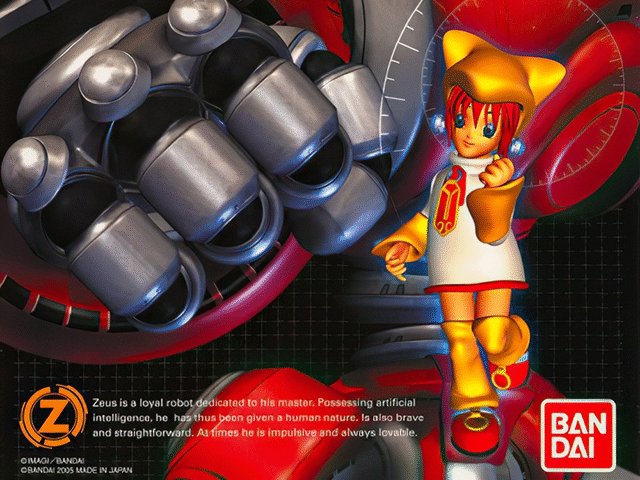 Zeus is a loyal robot dedicated to his master. Possessing artificial
intelligence, he has thus been given a human nature. Is also brave
and straightforward. At times he is impulsive and always lovable.
Z
©IMAGI/BANDAI
©BANDAI 2005 MADE IN JAPAN
BAN
DAI